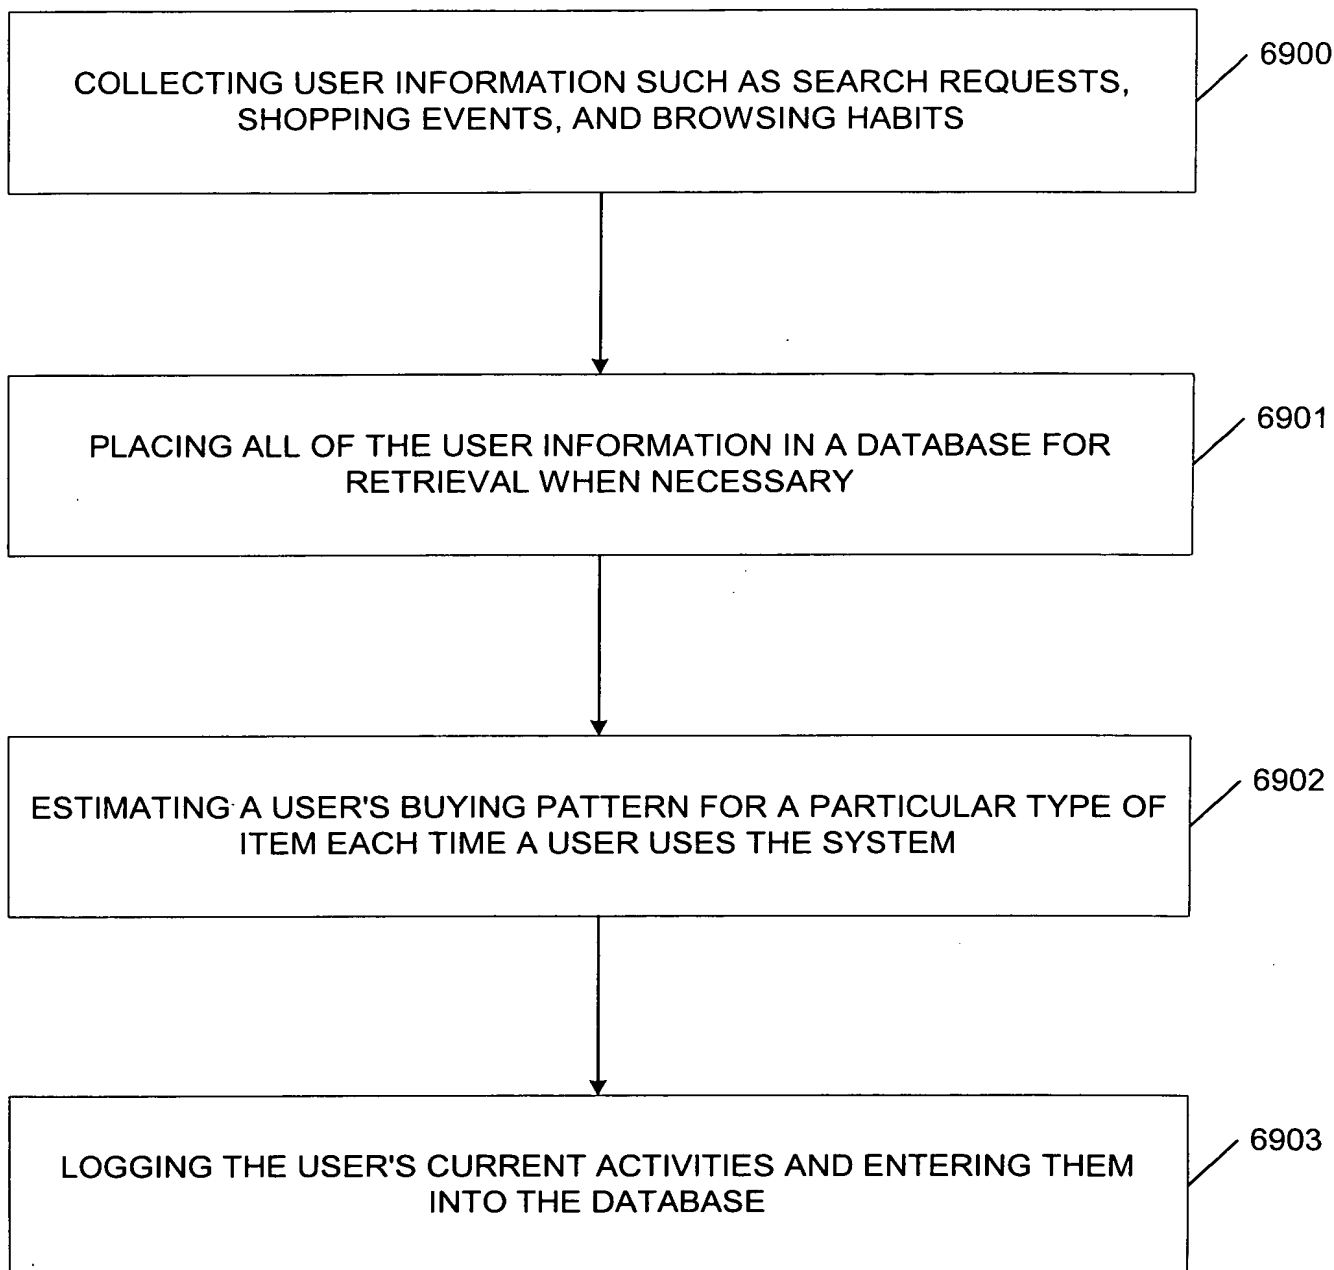 COLLECTING USER INFORMATION SUCH AS SEARCH REQUESTS,
SHOPPING EVENTS, AND BROWSING HABITS
6900
PLACING ALL OF THE USER INFORMATION IN A DATABASE FOR
RETRIEVAL WHEN NECESSARY
6901
ESTIMATING A USER'S BUYING PATTERN FOR A PARTICULAR TYPE OF
ITEM EACH TIME A USER USES THE SYSTEM
6902
LOGGING THE USER'S CURRENT ACTIVITIES AND ENTERING THEM
INTO THE DATABASE
6903